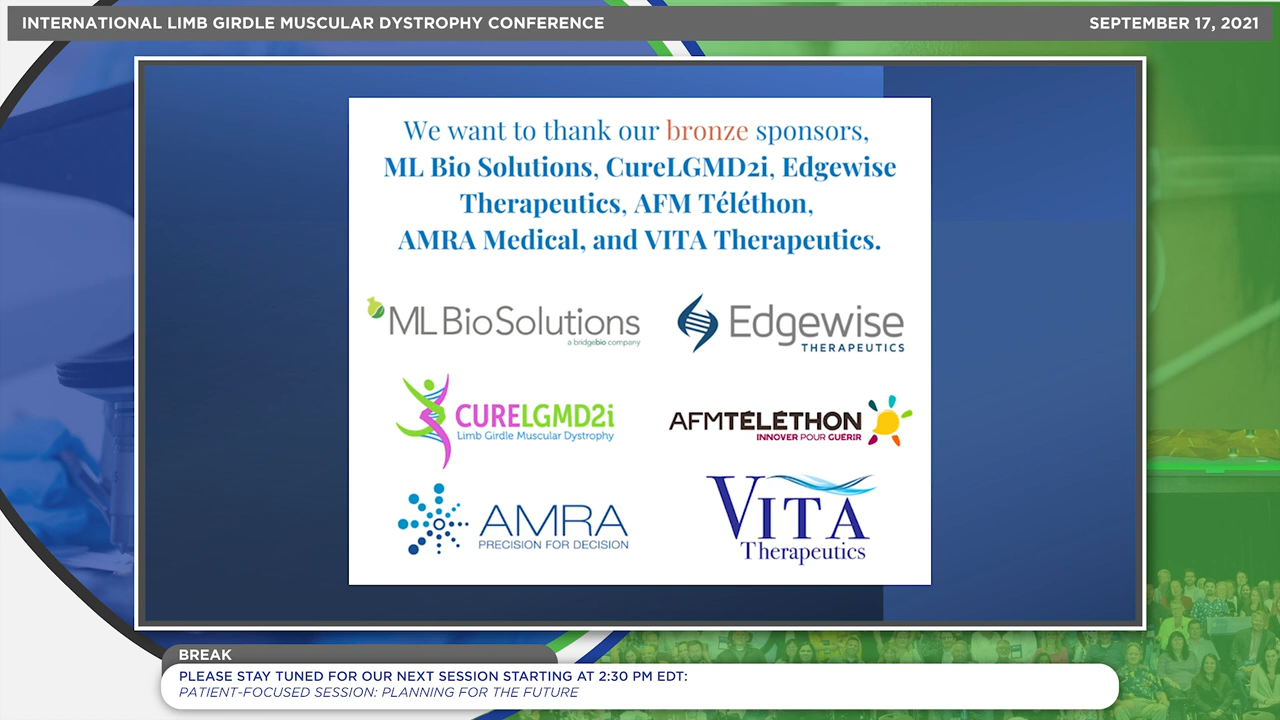 INTERNATIONAL LIMB GIRDLE MUSCULAR DYSTROPHY CONFERENCE
SEPTEMBER 17, 2021
We want to thank our bronze sponsors,
ML Bio Solutions, CureLGMD2i, Edgewise
Therapeutics, AFM Téléthon,
AMRA Medical, and VITA Therapeutics.
ML BioSolutions
a bridgebio company
Edgewise
THERAPEUTICS
CURELGMD2i
Limb Girdle Muscular Dystrophy
AFMTÉLÉTHON
INNOVER POUR GUÉRIR
AMRA
PRECISION FOR DECISION
VITA
Therapeutics
BREAK
PLEASE STAY TUNED FOR OUR NEXT SESSION STARTING AT 2:30 PM EDT:
PATIENT-FOCUSED SESSION: PLANNING FOR THE FUTURE